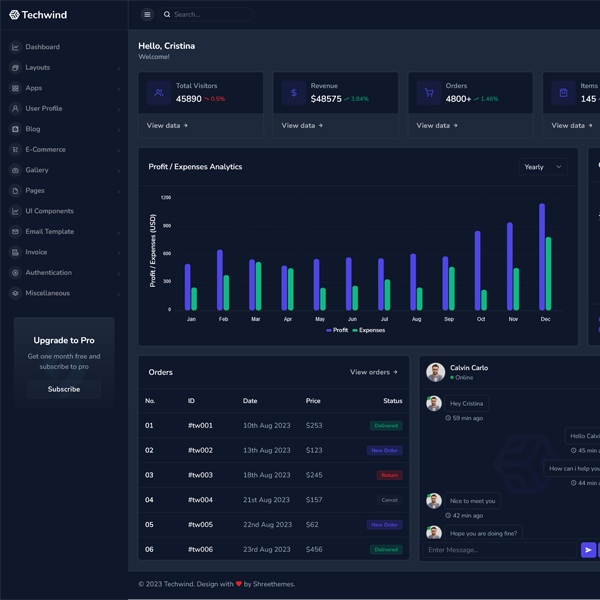 Techwind
Search...
Dashboard
Layouts
Apps
User Profile
Blog
E-Commerce
Gallery
Pages
UI Components
Email Template
Invoice
Authentication
Miscellaneous
Upgrade to Pro
Get one month free and
subscribe to pro
Subscribe
Hello, Cristina
Welcome!
Total Visitors
45890 0.5%
View data
Revenue
$48575 3.84%
View data
Orders
4800+ 1.46%
View data
Items
145
View data
Profit / Expenses Analytics
Yearly
Profit / Expenses (USD)
1200
900
600
300
0
Jan Feb Mar Apr May Jun Jul Aug Sep Oct Nov Dec
Profit Expenses
Orders View orders
No. ID Date Price Status
01 #tw001 10th Aug 2023 $253 Delivered
02 #tw002 13th Aug 2023 $123 New Order
03 #tw003 18th Aug 2023 $245 Return
04 #tw004 21st Aug 2023 $157 Cancel
05 #tw005 22nd Aug 2023 $62 New Order
06 #tw006 23rd Aug 2023 $456 Delivered
Calvin Carlo
Online
Hey Cristina
59 min ago
Hello Calvi
45 min a
How can i help you
44 min
Nice to meet you
42 min ago
Hope you are doing fine?
Enter Message...
© 2023 Techwind. Design with ❤ by Shreethemes.